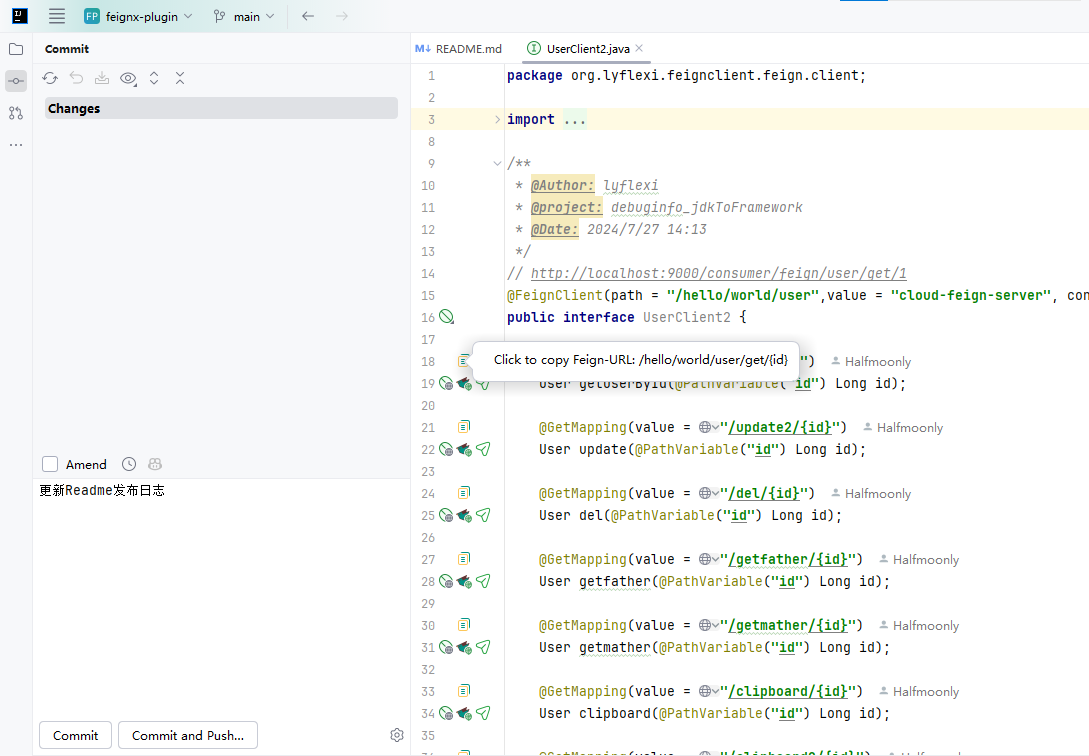 FP feignx-plugin main
Commit
Changes
Amend
更新Readme发布日志
Commit Commit and Push...
README.md UserClient2.java
1 package org.lyflexi.feignclient.feign.client;
2
3 import ...
8
9 /**
10 * @Author: lyflexi
11 * @project: debuginfo_jdkToFramework
12 * @Date: 2024/7/27 14:13
13 */
14 // http://localhost:9000/consumer/feign/user/get/1
15 @FeignClient(path = "/hello/world/user",value = "cloud-feign-server", con
16 public interface UserClient2 {
17
Click to copy Feign-URL: /hello/world/user/get/{id}
18 ") Halfmoonly
19 User getUserById(@PathVariable("id") Long id);
20
21 @GetMapping(value = "/update2/{id}") Halfmoonly
22 User update(@PathVariable("id") Long id);
23
24 @GetMapping(value = "/del/{id}") Halfmoonly
25 User del(@PathVariable("id") Long id);
26
27 @GetMapping(value = "/getfather/{id}") Halfmoonly
28 User getfather(@PathVariable("id") Long id);
29
30 @GetMapping(value = "/getmather/{id}") Halfmoonly
31 User getmather(@PathVariable("id") Long id);
32
33 @GetMapping(value = "/clipboard/{id}") Halfmoonly
34 User clipboard(@PathVariable("id") Long id);
35